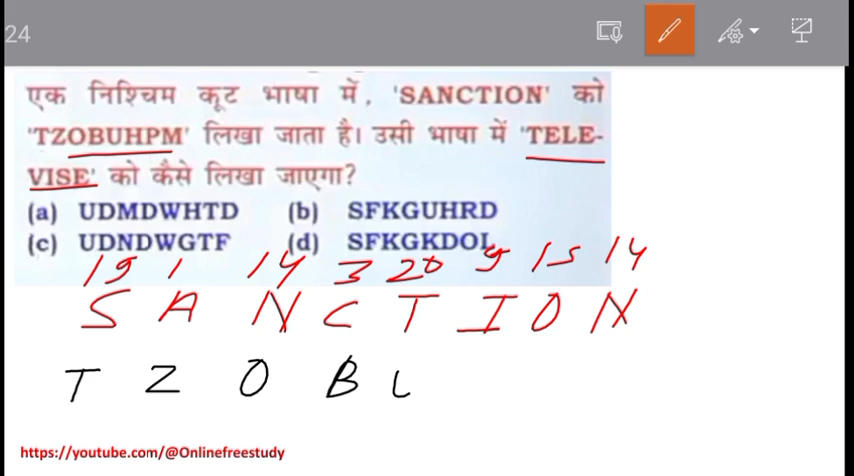 24
एक निश्चिम कूट भाषा में, 'SANCTION' को
'TZOBUHPM' लिखा जाता है। उसी भाषा में 'TELE-
VISE' को कैसे लिखा जाएगा?
(a) UDMDWHTD (b) SFKGUHRD
(c) UDNDWGTF (d) SFKGKDOL
19 1 14 3 20 9 15 14
S A N C T I O N
T Z O B U
https://youtube.com/@Onlinefreestudy